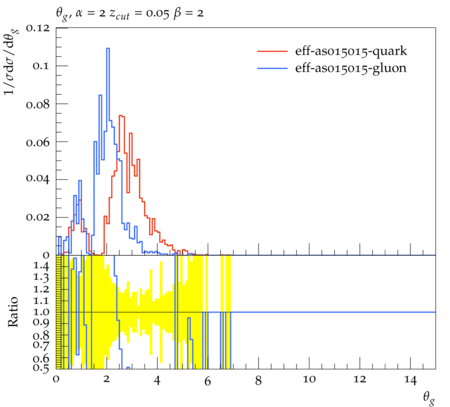 θg, α = 2 zcut = 0.05 β = 2
1/σdσ/dθg
0.12
0.1
0.08
0.06
0.04
0.02
0
eff-as015015-quark
eff-as015015-gluon
Ratio
1.4
1.3
1.2
1.1
1.0
0.9
0.8
0.7
0.6
0.5
0 2 4 6 8 10 12 14
θg